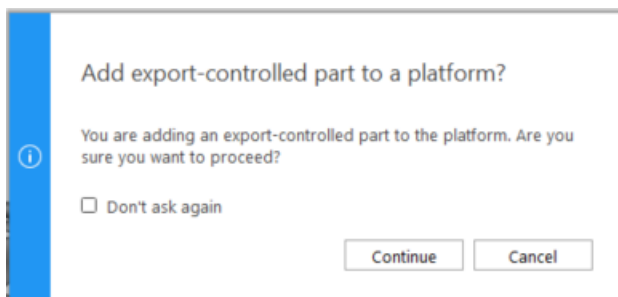 Add export-controlled part to a platform?
You are adding an export-controlled part to the platform. Are you
sure you want to proceed?
Don't ask again
Continue Cancel